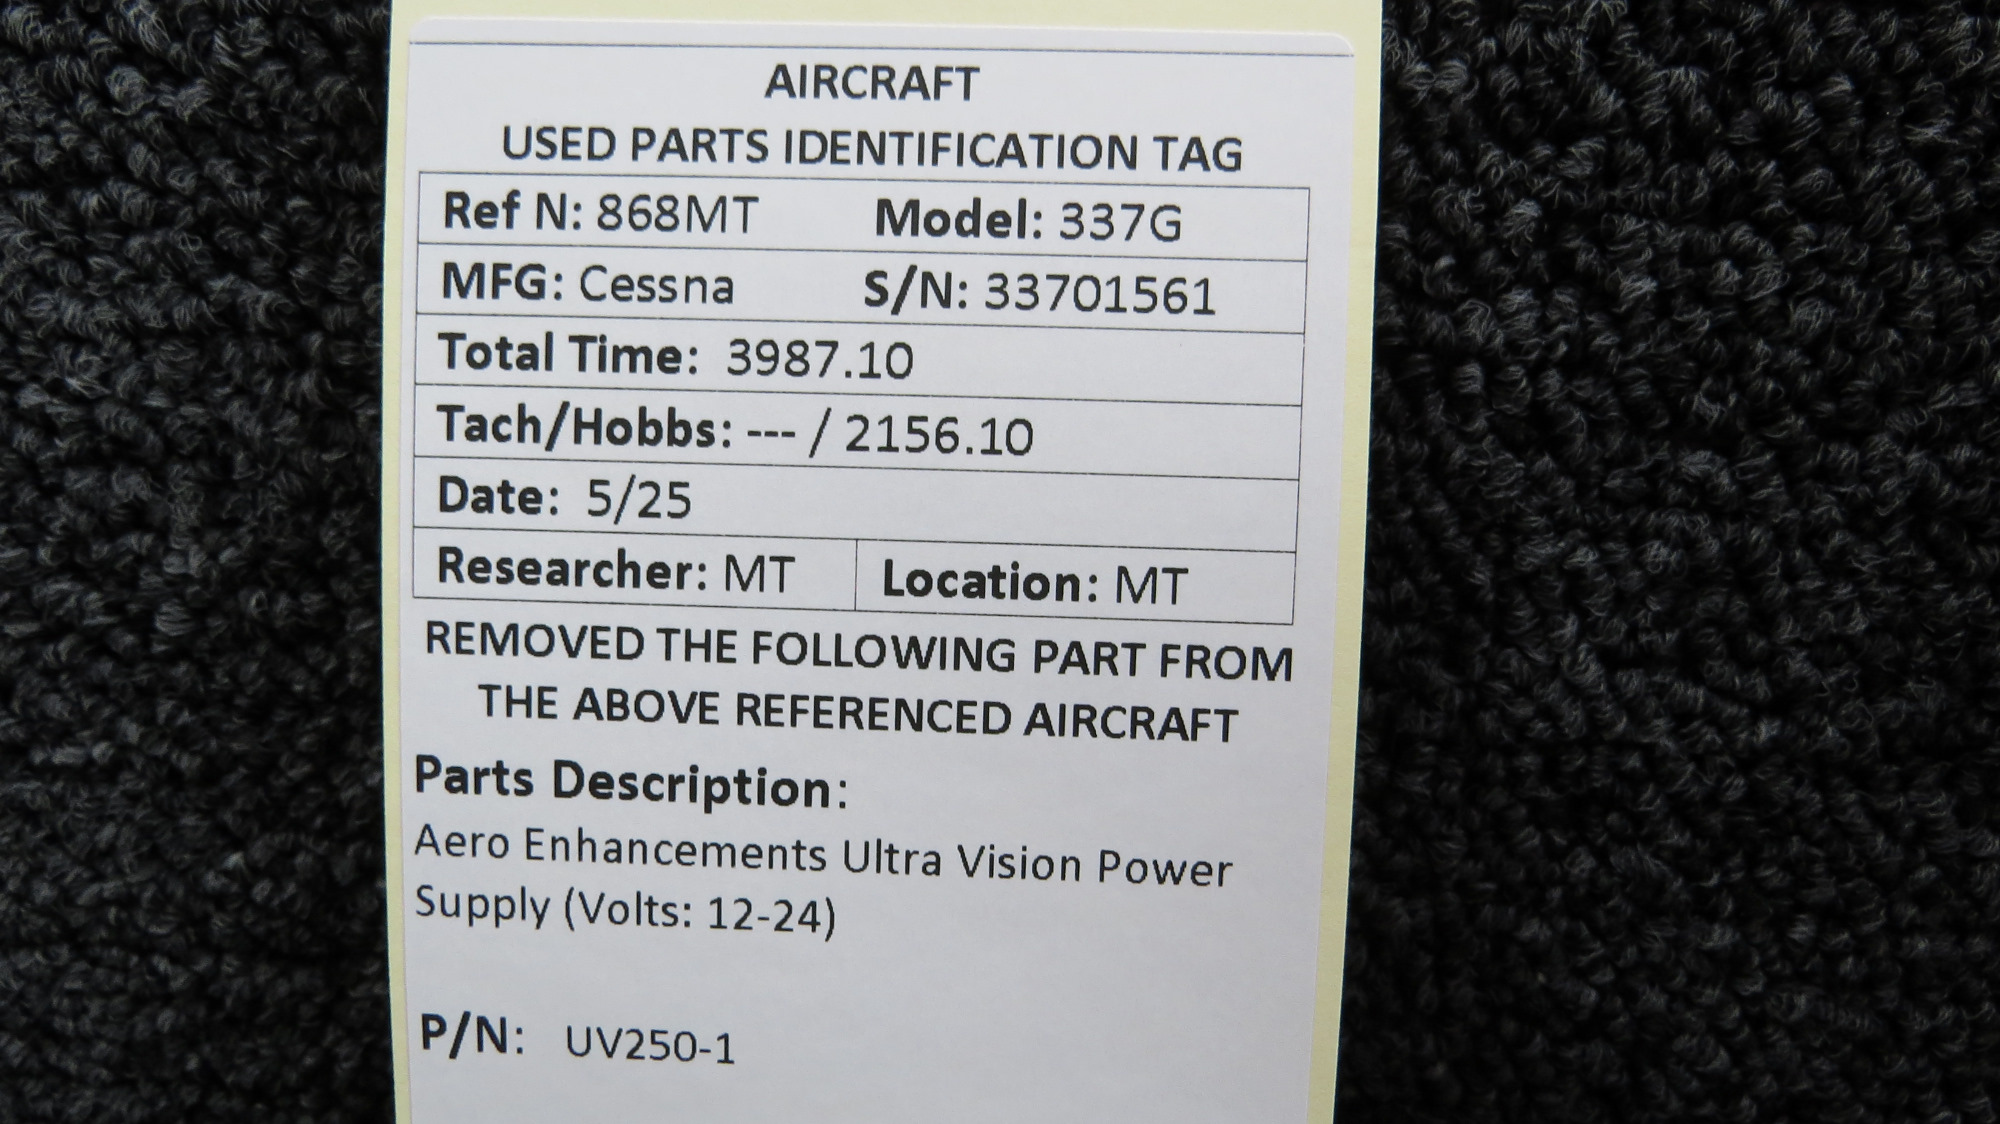 AIRCRAFT
USED PARTS IDENTIFICATION TAG
Ref N: 868MT Model: 337G
MFG: Cessna S/N: 33701561
Total Time: 3987.10
Tach/Hobbs: --- / 2156.10
Date: 5/25
Researcher: MT Location: MT
REMOVED THE FOLLOWING PART FROM
THE ABOVE REFERENCED AIRCRAFT
Parts Description:
Aero Enhancements Ultra Vision Power
Supply (Volts: 12-24)
P/N: UV250-1